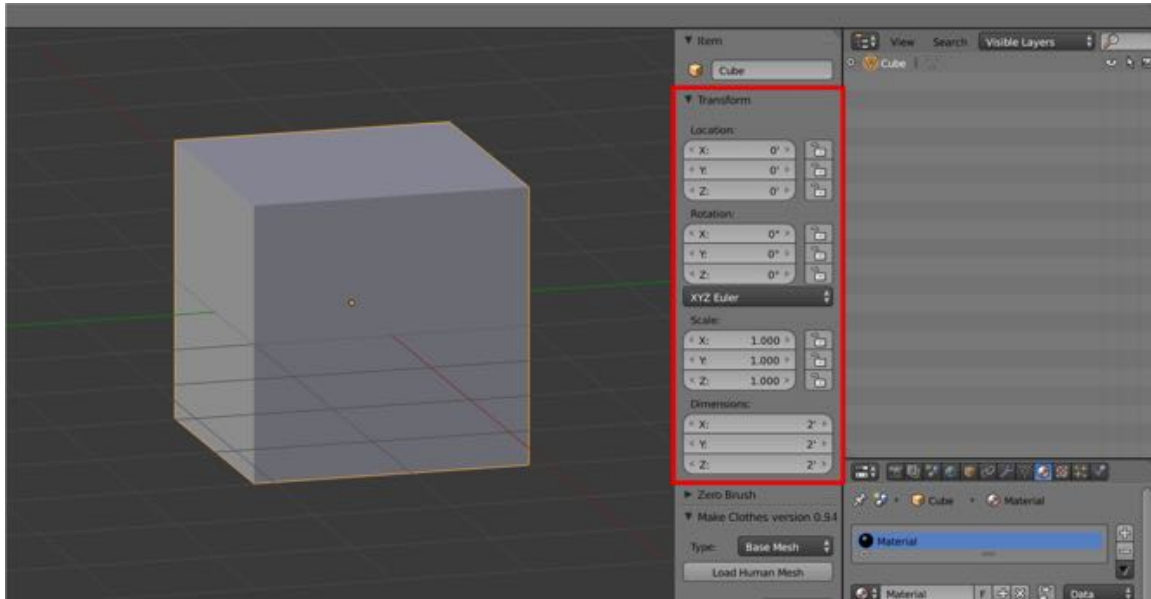 Item
Cube
Transform
Location:
X: 0'
Y: 0'
Z: 0'
Rotation:
X: 0°
Y: 0°
Z: 0°
XYZ Euler
Scale:
X: 1.000
Y: 1.000
Z: 1.000
Dimensions:
X: 2'
Y: 2'
Z: 2'
Zero Brush
Make Clothes version 0.94
Type: Base Mesh
Load Human Mesh
View Search Visible Layers
Cube
Cube Material
Material
Material F Data